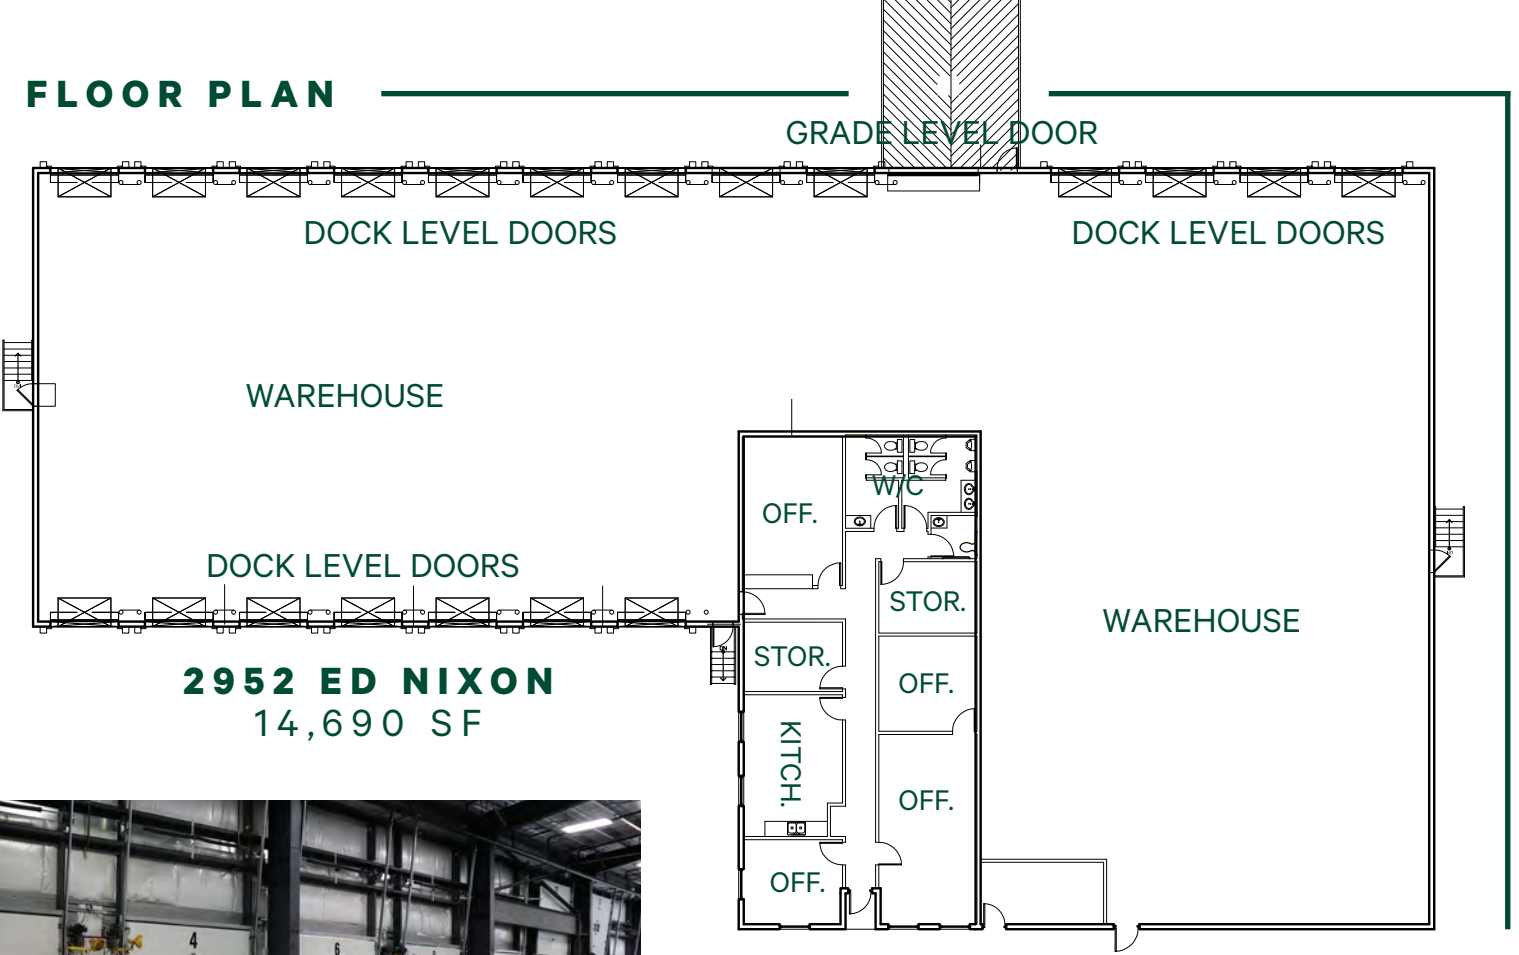 FLOOR PLAN
GRADE LEVEL DOOR
DOCK LEVEL DOORS
DOCK LEVEL DOORS
WAREHOUSE
W/C
OFF.
DOCK LEVEL DOORS
STOR.
WAREHOUSE
STOR.
OFF.
2952 ED NIXON
14,690 SF
KITCH.
OFF.
OFF.
4
6